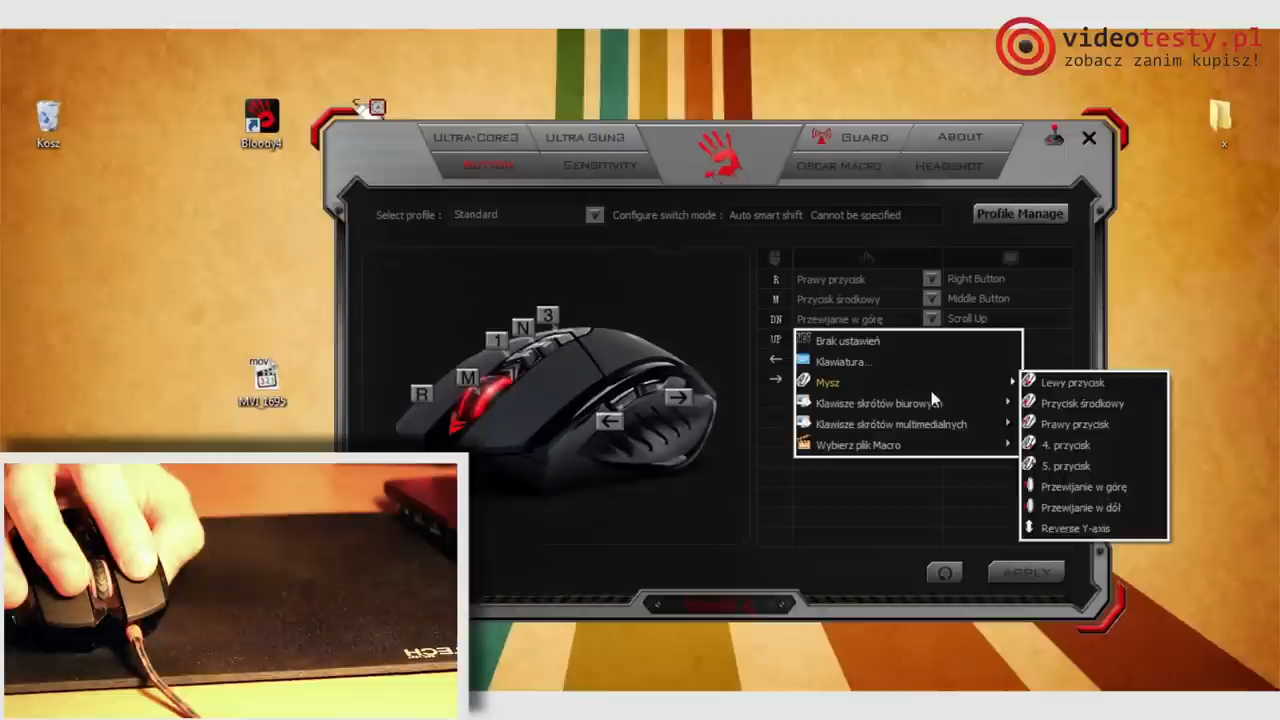 videotesty.pl
zobacz zanim kupisz!
Kosz
Bloody4
x
ULTRA-CORE3
ULTRA GUN3
GUARD
ABOUT
BUTTON
SENSITIVITY
OSCAR MACRO
HEADSHOT
Select profile :
Standard
Configure switch mode :
Auto smart shift
Cannot be specified
Profile Manage
R
Prawy przycisk
Right Button
M
Przycisk środkowy
Middle Button
DN
Przewijanie w górę
Scroll Up
UP
3
N
1
M
R
Brak ustawień
Klawiatura...
Mysz
Klawisze skrótów biurowych
Klawisze skrótów multimedialnych
Wybierz plik Macro
Lewy przycisk
Przycisk środkowy
Prawy przycisk
4. przycisk
5. przycisk
Przewijanie w górę
Przewijanie w dół
Reverse Y-axis
mov
321
MVI_1695
APPLY